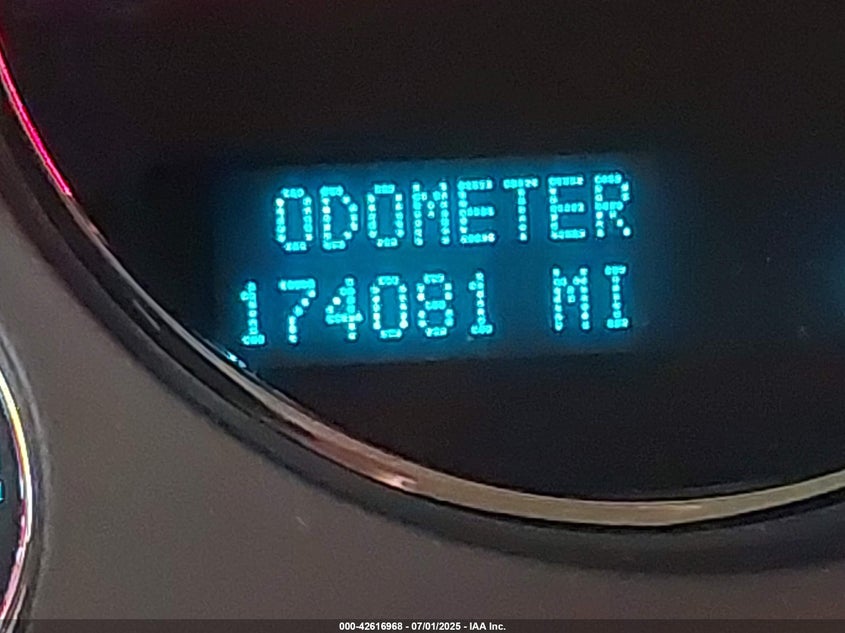 ODOMETER
174081 MI
000-42616968 - 07/01/2025 - IAA Inc.